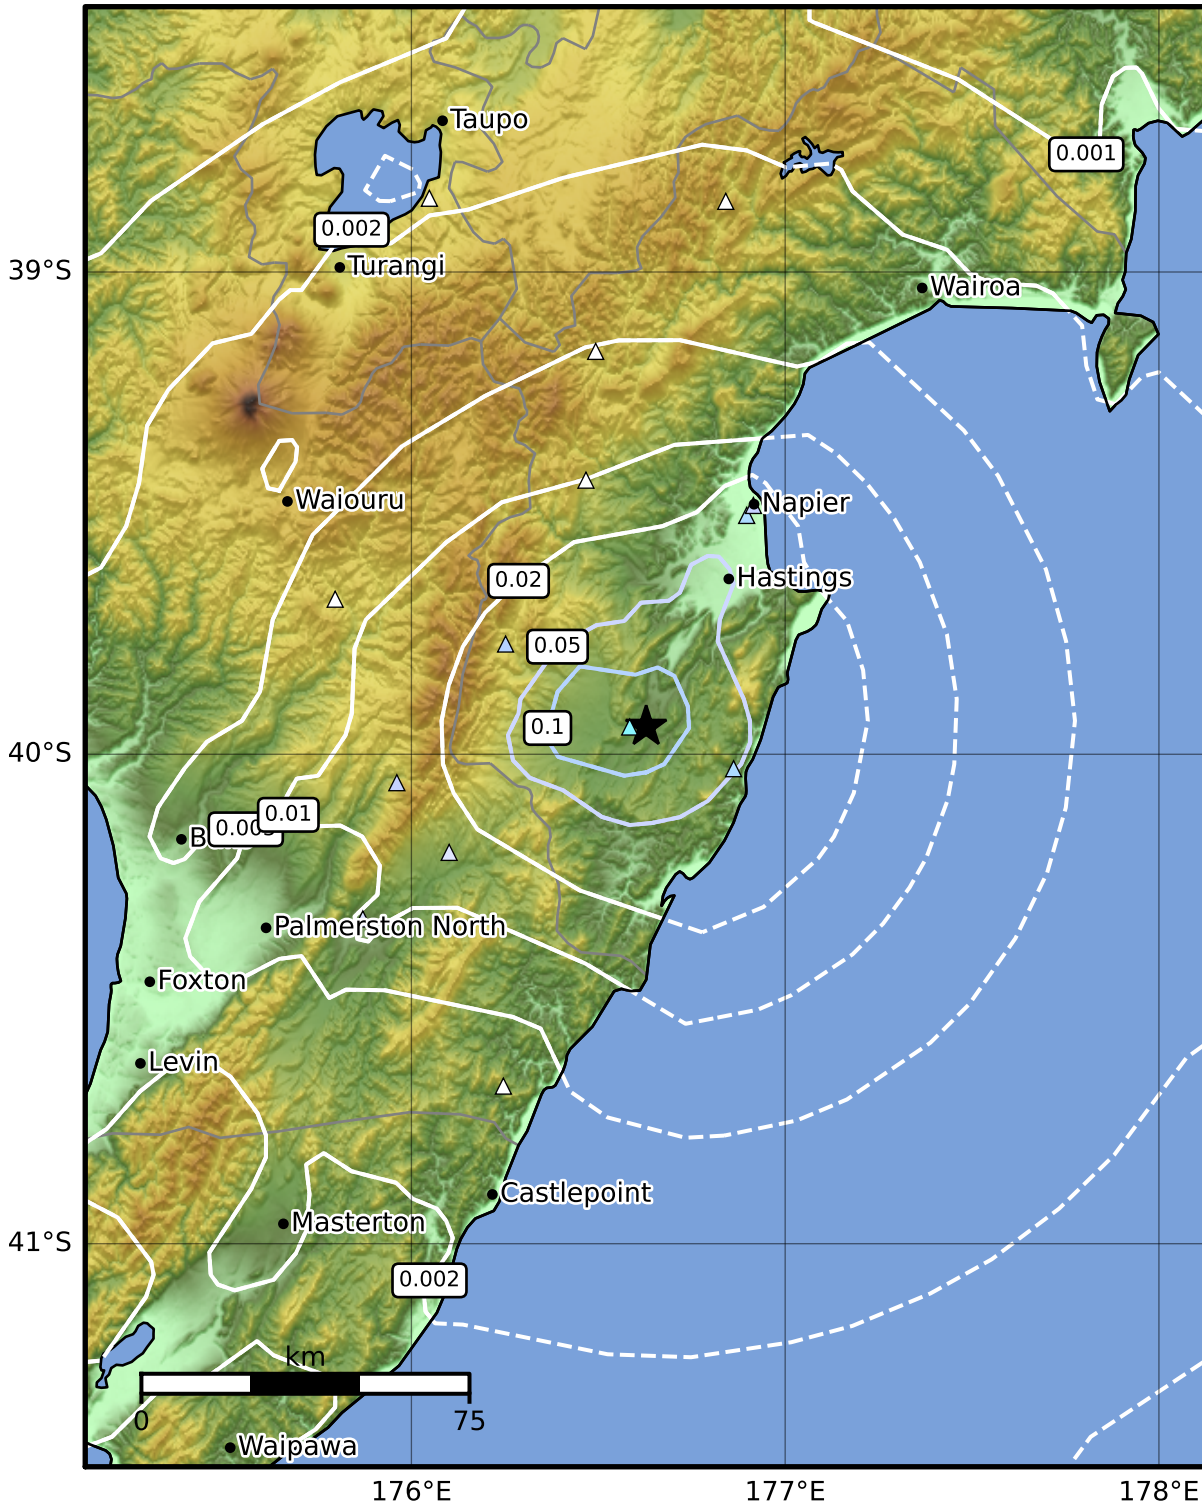 Taupo
0.001
0.002
Turangi
39°S
Wairoa
Waiouru
Napier
0.02
Hastings
0.05
0.1
40°S
0.01
Palmerston North
Foxton
Levin
Castlepoint
Masterton
41°S
0.002
km
0
75
Waipawa
176°E
177°E
178°E